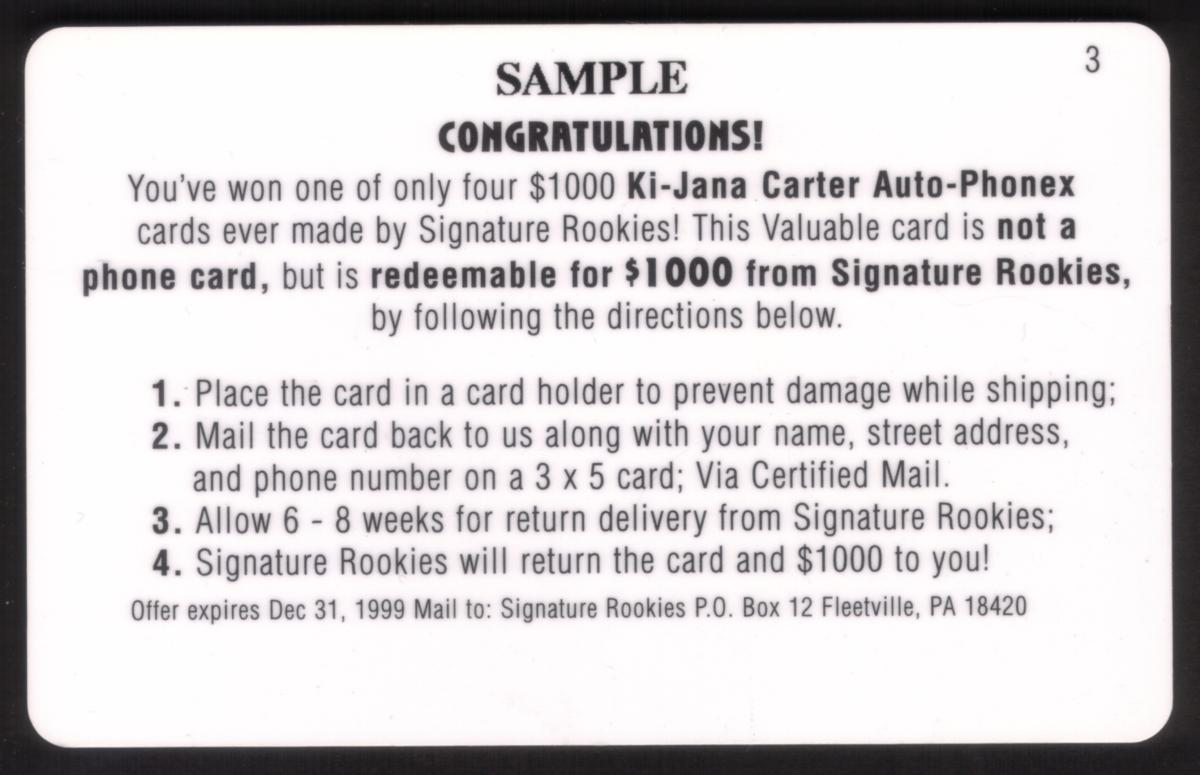 3
SAMPLE
CONGRATULATIONS!
You've won one of only four $1000 Ki-Jana Carter Auto-Phonex
cards ever made by Signature Rookies! This Valuable card is not a
phone card, but is redeemable for $1000 from Signature Rookies,
by following the directions below.
1. Place the card in a card holder to prevent damage while shipping;
2. Mail the card back to us along with your name, street address,
and phone number on a 3 x 5 card; Via Certified Mail.
3. Allow 6 - 8 weeks for return delivery from Signature Rookies;
4. Signature Rookies will return the card and $1000 to you!
Offer expires Dec 31, 1999 Mail to: Signature Rookies P.O. Box 12 Fleetville, PA 18420